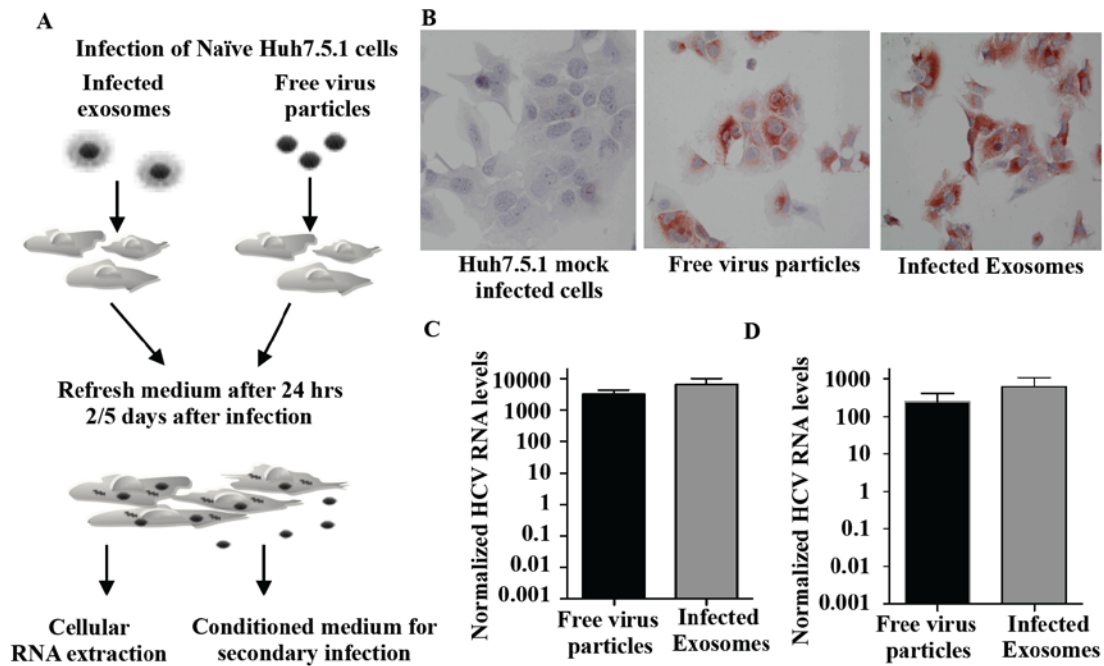 A
Infection of Naïve Huh7.5.1 cells
Infected
exosomes
Free virus
particles
Refresh medium after 24 hrs
2/5 days after infection
Cellular
RNA extraction
Conditioned medium for
secondary infection
B
Huh7.5.1 mock
infected cells
Free virus particles
Infected Exosomes
C
Normalized HCV RNA levels
10000
1000
100
10
1
0.1
0.01
0.001
Free virus
particles
Infected
Exosomes
D
Normalized HCV RNA levels
1000
100
10
1
0.1
0.01
0.001
Free virus
particles
Infected
Exosomes